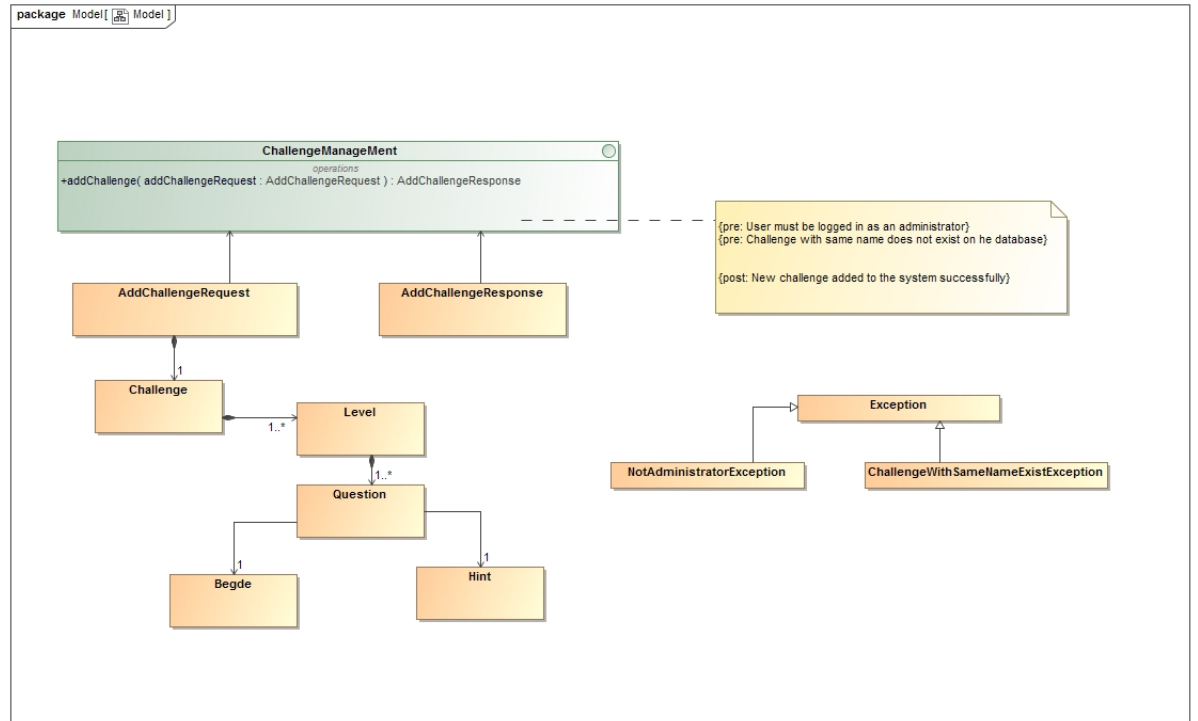 package Model[ Model ]
ChallengeManageMent
operations
+addChallenge( addChallengeRequest : AddChallengeRequest ) : AddChallengeResponse
{pre: User must be logged in as an administrator}
{pre: Challenge with same name does not exist on he database}
{post: New challenge added to the system successfully}
AddChallengeRequest
AddChallengeResponse
1
Challenge
Level
1..*
Exception
1..*
NotAdministratorException
ChallengeWithSameNameExistException
Question
1
1
Begde
Hint